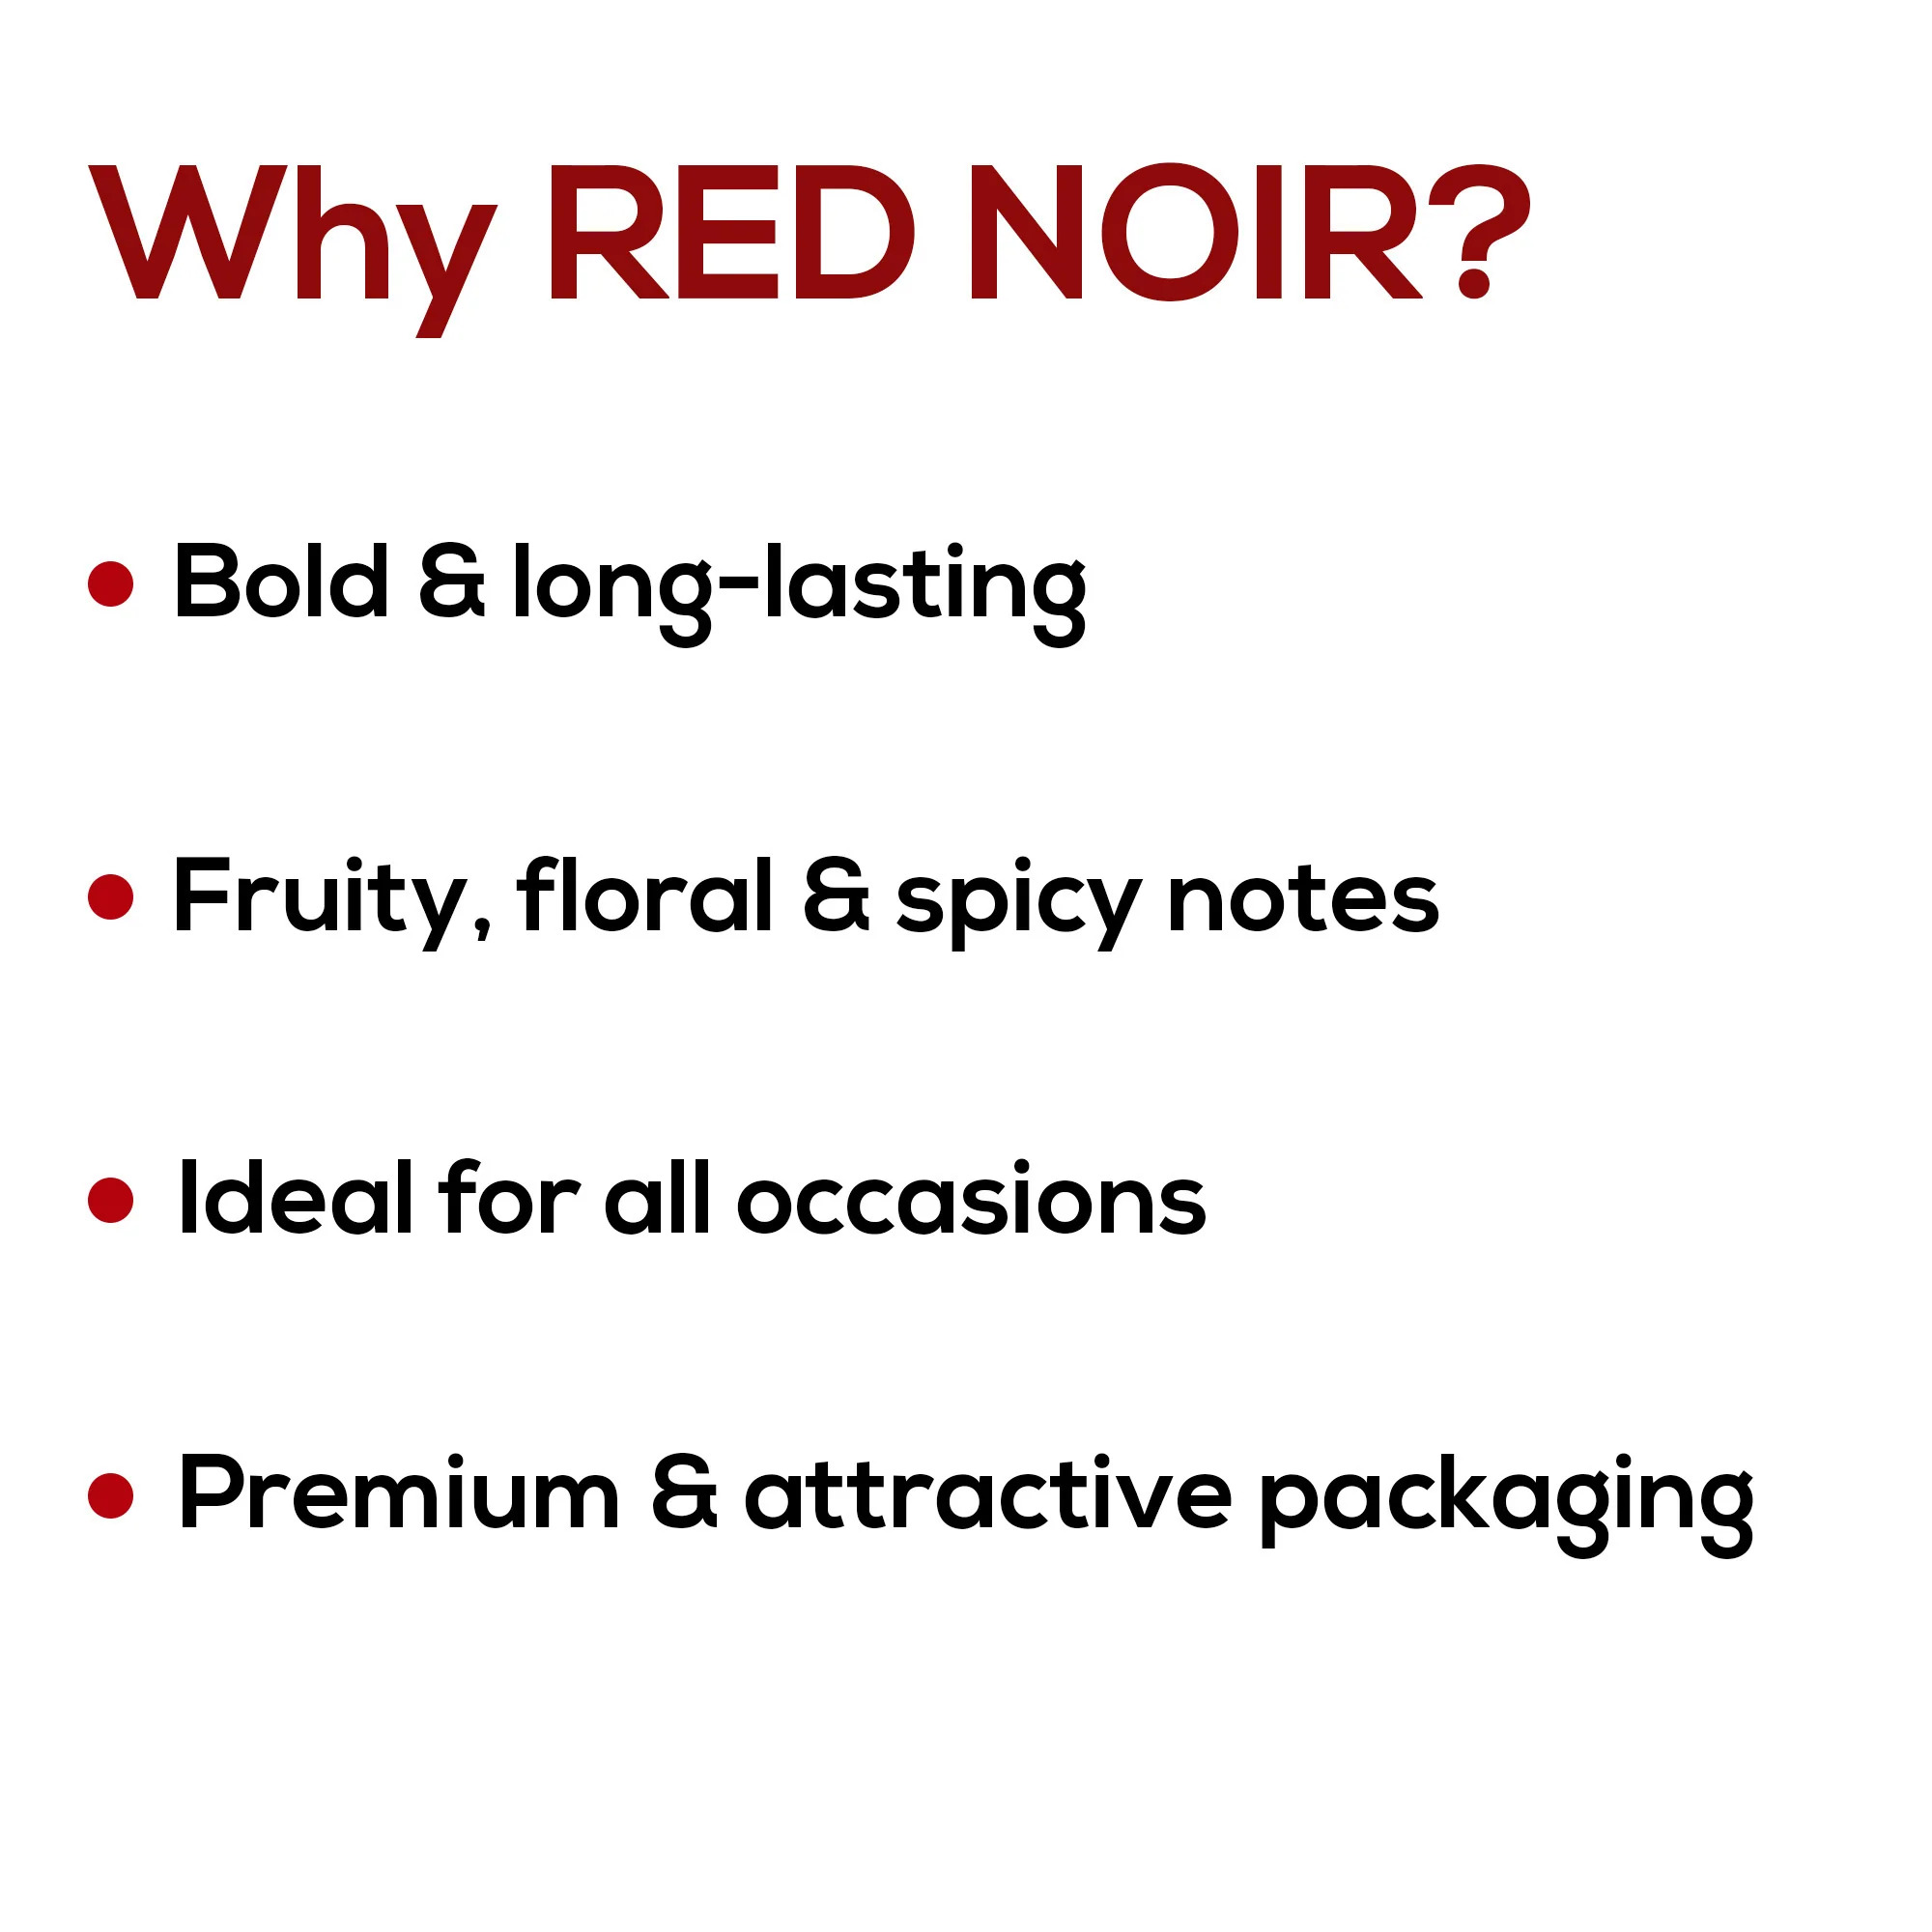 Why RED NOIR?
• Bold & long-lasting
• Fruity, floral & spicy notes
• Ideal for all occasions
• Premium & attractive packaging